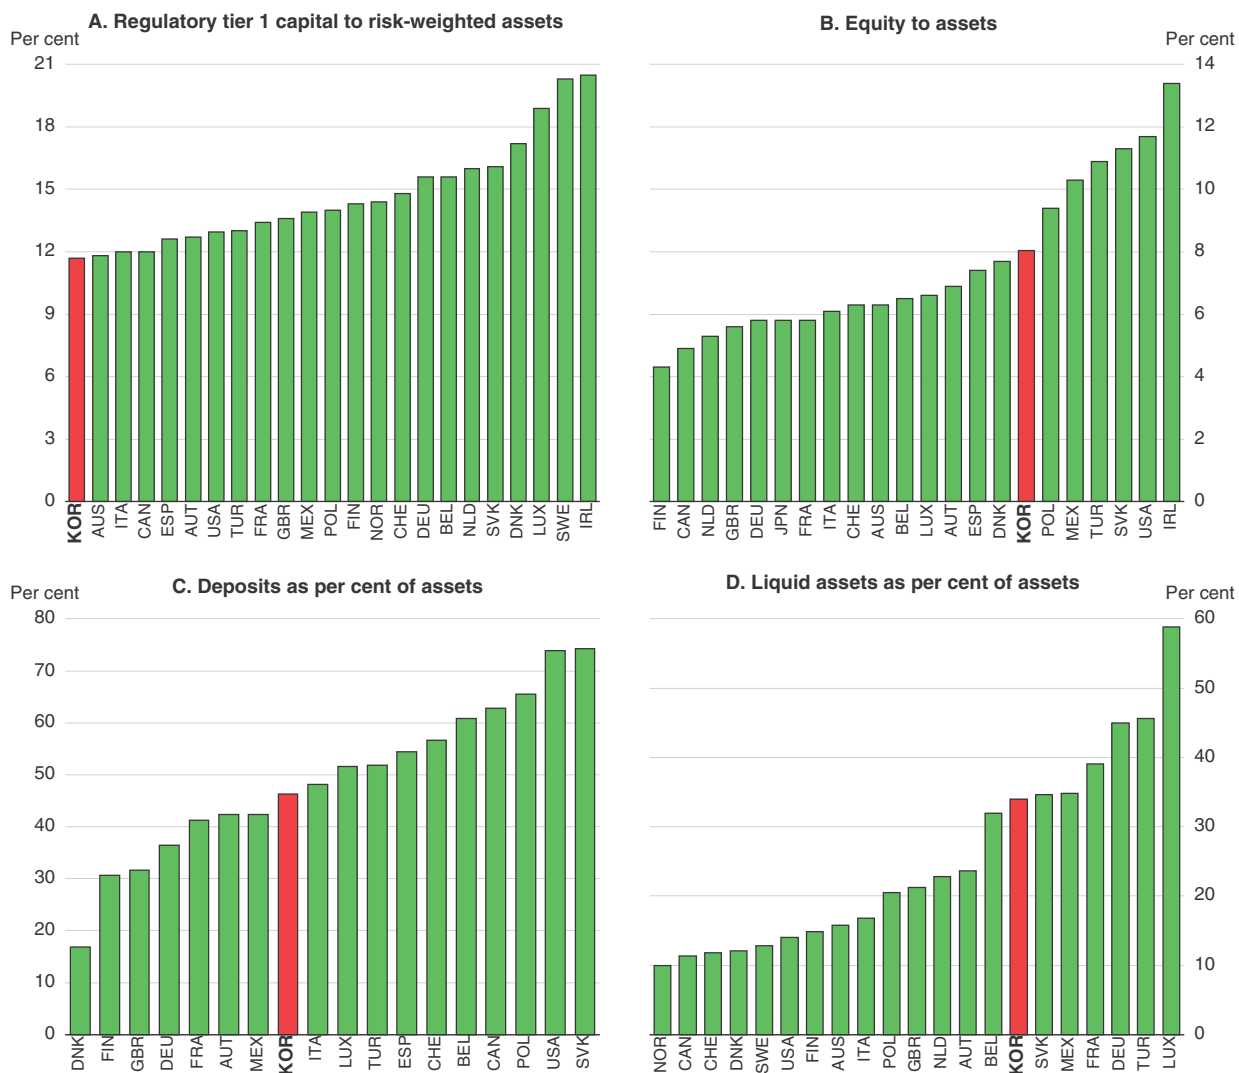 A. Regulatory tier 1 capital to risk-weighted assets
Per cent
21
18
15
12
9
6
3
0
KOR AUS ITA CAN ESP AUT USA TUR FRA GBR MEX POL FIN NOR CHE DEU BEL NLD SVK DNK LUX SWE IRL
B. Equity to assets
Per cent
14
12
10
8
6
4
2
0
FIN CAN NLD GBR DEU JPN FRA ITA CHE AUS BEL LUX AUT ESP DNK KOR POL MEX TUR SVK USA IRL
C. Deposits as per cent of assets
Per cent
80
70
60
50
40
30
20
10
0
DNK FIN GBR DEU FRA AUT MEX KOR ITA LUX TUR ESP CHE BEL CAN POL USA SVK
D. Liquid assets as per cent of assets
Per cent
60
50
40
30
20
10
0
NOR CAN CHE DNK SWE USA FIN AUS ITA POL GBR NLD AUT BEL KOR SVK MEX FRA DEU TUR LUX